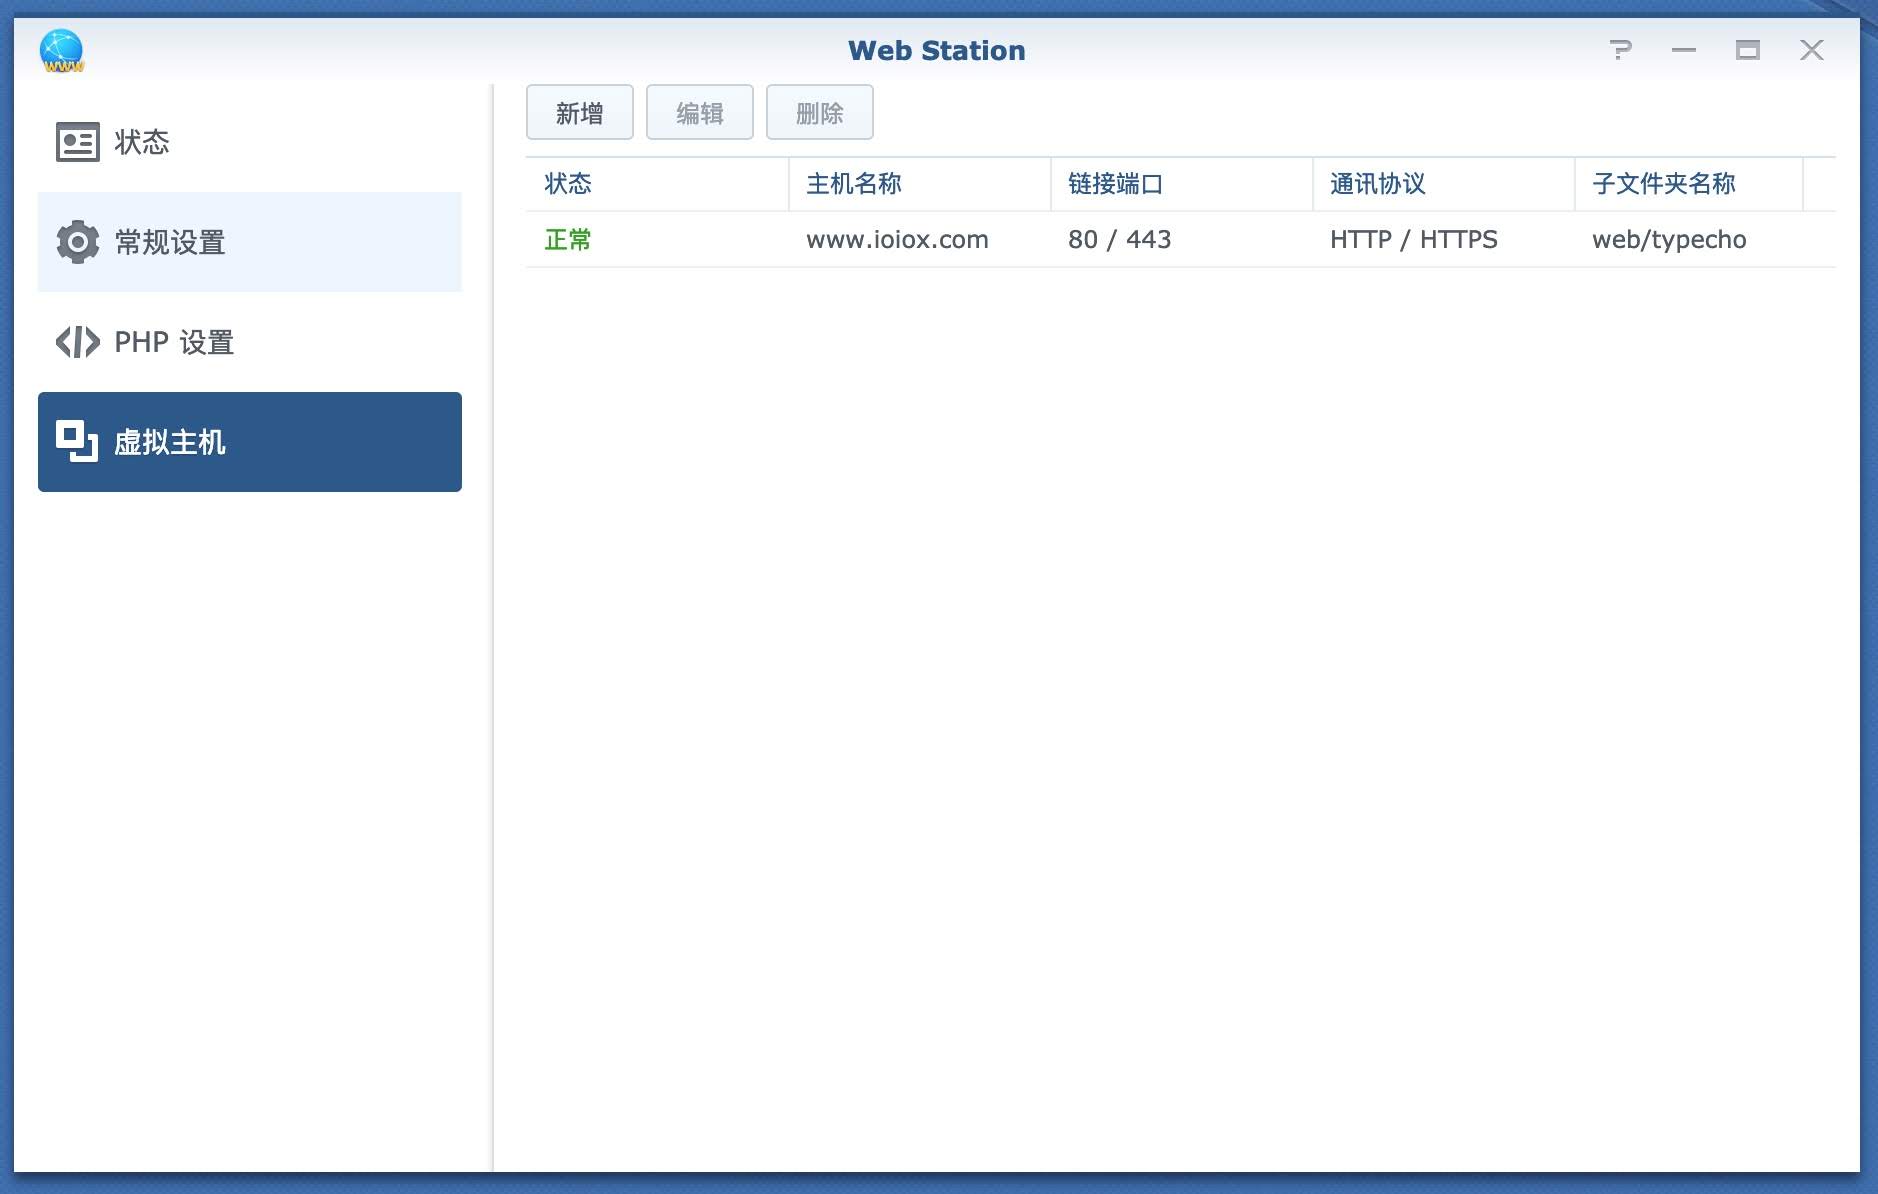 Web Station
www
状态
常规设置
PHP 设置
虚拟主机
新增 编辑 删除
状态 主机名称 链接端口 通讯协议 子文件夹名称
正常 www.ioiox.com 80 / 443 HTTP / HTTPS web/typecho